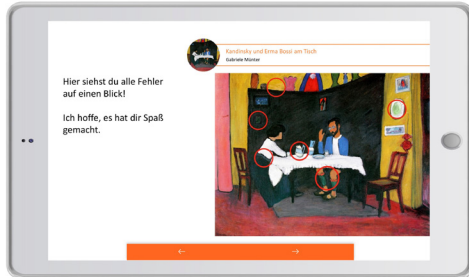 Kandinsky und Erma Bossi am Tisch
Gabriele Münter
Hier siehst du alle Fehler
auf einen Blick!
Ich hoffe, es hat dir Spaß
gemacht.